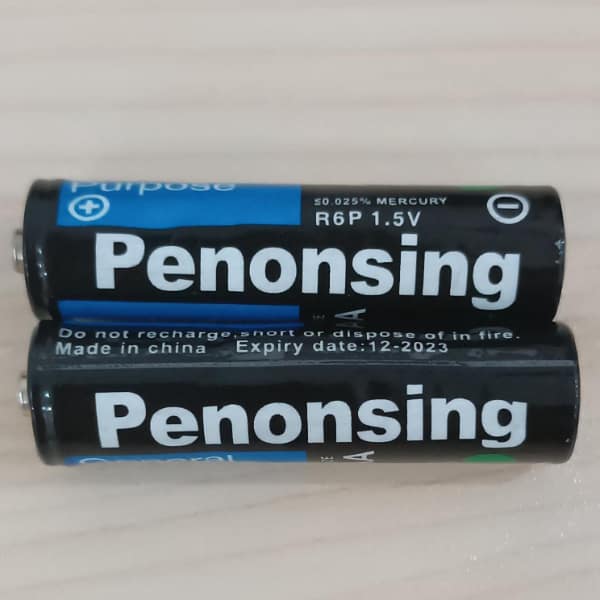 Purpose
≤0.025% MERCURY
R6P 1.5V
Penonsing
A
Do not recharge,short or dispose of in fire.
Made in china Expiry date:12-2023
Penonsing
General
A